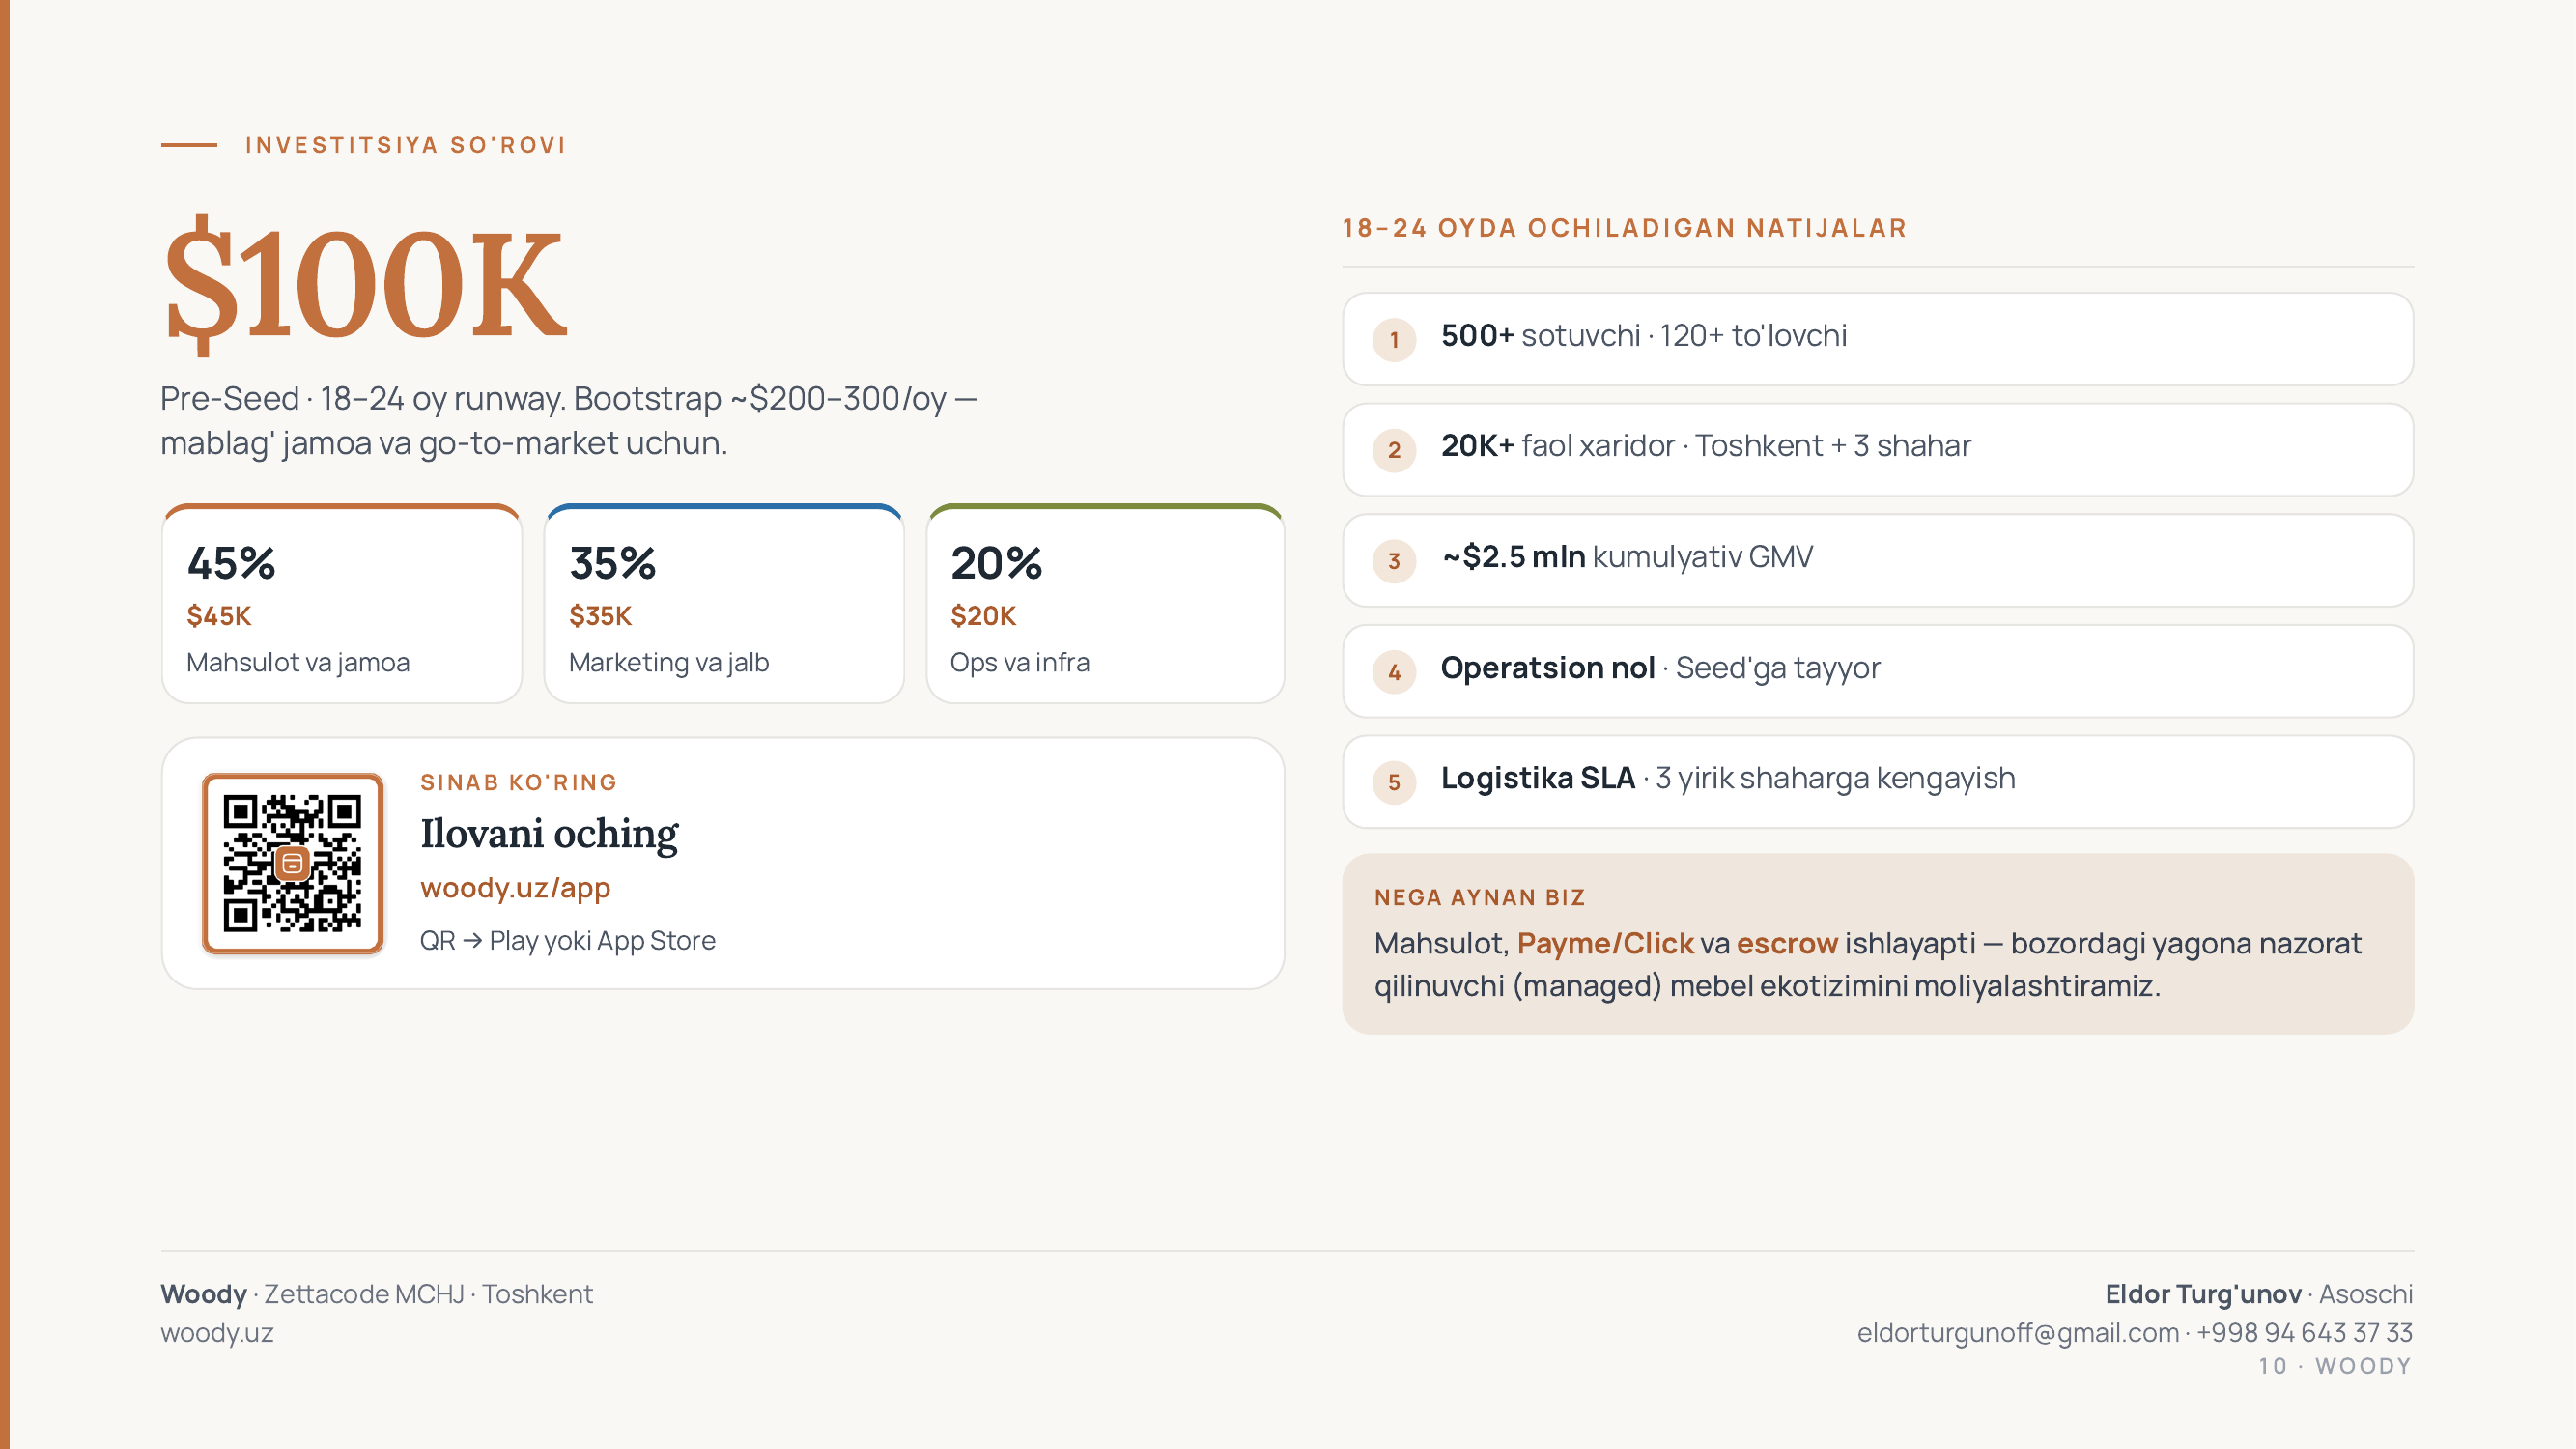 INVESTITSIYA SO'ROVI
$100K
Pre-Seed · 18–24 oy runway. Bootstrap ~$200–300/oy —
mablag' jamoa va go-to-market uchun.
45%
$45K
Mahsulot va jamoa
35%
$35K
Marketing va jalb
20%
$20K
Ops va infra
SINAB KO'RING
Ilovani oching
woody.uz/app
QR → Play yoki App Store
18–24 OYDA OCHILADIGAN NATIJALAR
1 500+ sotuvchi · 120+ to'lovchi
2 20K+ faol xaridor · Toshkent + 3 shahar
3 ~$2.5 mln kumulyativ GMV
4 Operatsion nol · Seed'ga tayyor
5 Logistika SLA · 3 yirik shaharga kengayish
NEGA AYNAN BIZ
Mahsulot, Payme/Click va escrow ishlayapti — bozordagi yagona nazorat
qilinuvchi (managed) mebel ekotizimini moliyalashtiramiz.
Woody · Zettacode MCHJ · Toshkent
woody.uz
Eldor Turg'unov · Asoschi
eldorturgunoff@gmail.com · +998 94 643 37 33
10 · WOODY